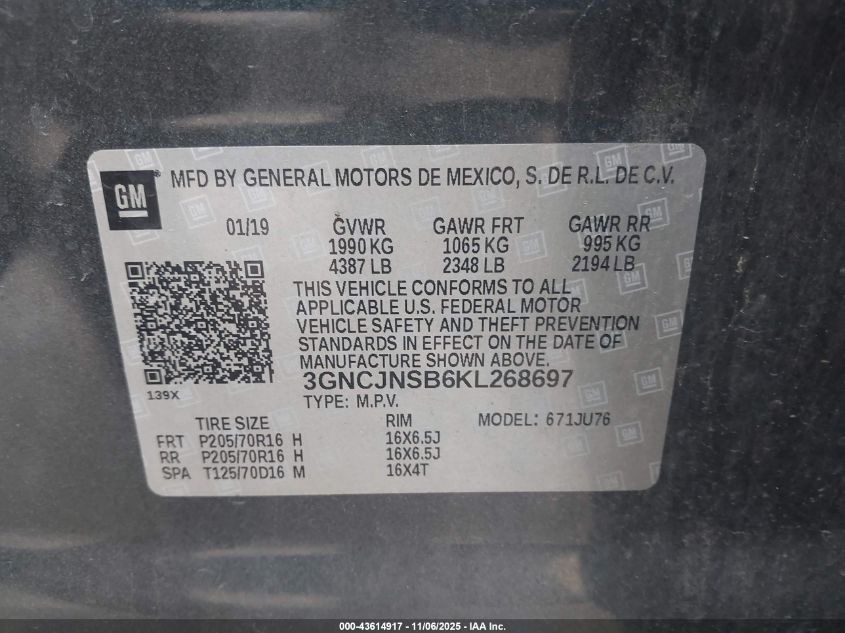 GM
MFD BY GENERAL MOTORS DE MEXICO, S. DE R.L. DE C.V.
01/19 GVWR GAWR FRT GAWR RR
1990 KG 1065 KG 995 KG
4387 LB 2348 LB 2194 LB
THIS VEHICLE CONFORMS TO ALL
APPLICABLE U.S. FEDERAL MOTOR
VEHICLE SAFETY AND THEFT PREVENTION
STANDARDS IN EFFECT ON THE DATE OF
MANUFACTURE SHOWN ABOVE.
3GNCJNSB6KL268697
139X
TYPE: M.P.V.
TIRE SIZE RIM MODEL: 671JU76
FRT P205/70R16 H 16X6.5J
RR P205/70R16 H 16X6.5J
SPA T125/70D16 M 16X4T
000-43614917 - 11/06/2025 - IAA Inc.